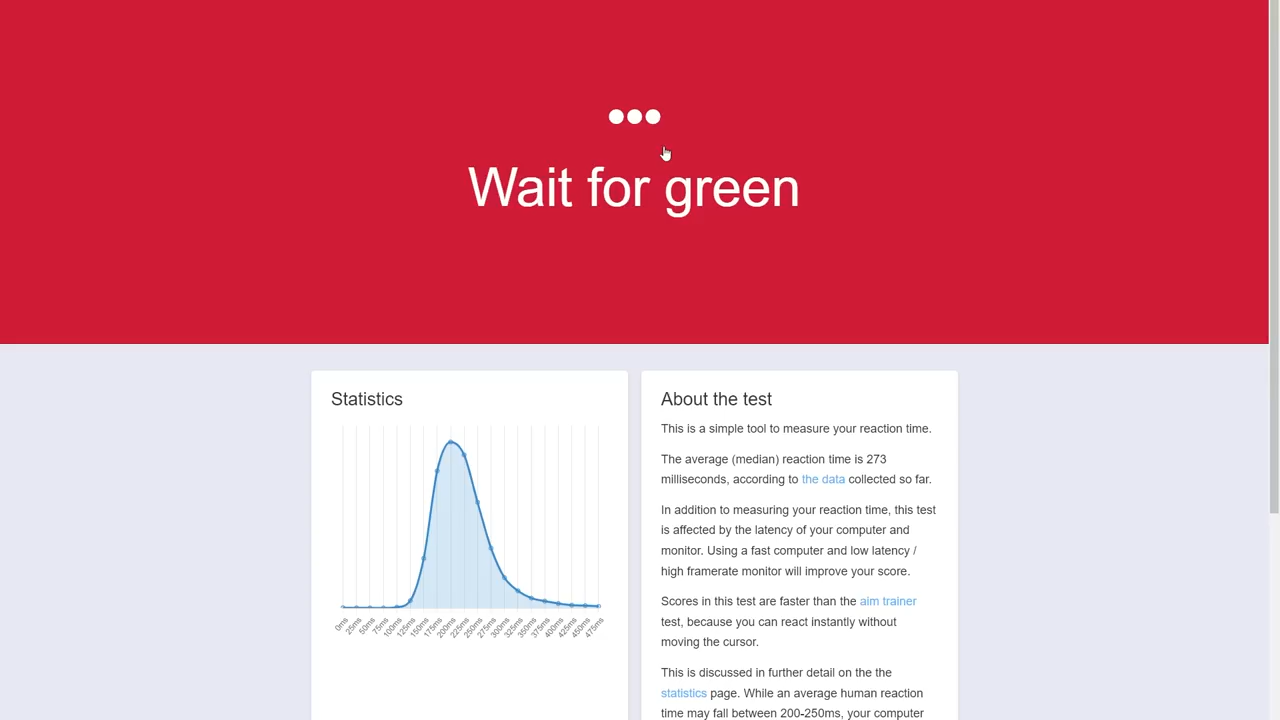 Wait for green
Statistics
0ms
25ms
50ms
75ms
100ms
125ms
150ms
175ms
200ms
225ms
250ms
275ms
300ms
325ms
350ms
375ms
400ms
425ms
450ms
475ms
About the test
This is a simple tool to measure your reaction time.
The average (median) reaction time is 273
milliseconds, according to the data collected so far.
In addition to measuring your reaction time, this test
is affected by the latency of your computer and
monitor. Using a fast computer and low latency /
high framerate monitor will improve your score.
Scores in this test are faster than the aim trainer
test, because you can react instantly without
moving the cursor.
This is discussed in further detail on the the
statistics page. While an average human reaction
time may fall between 200-250ms, your computer